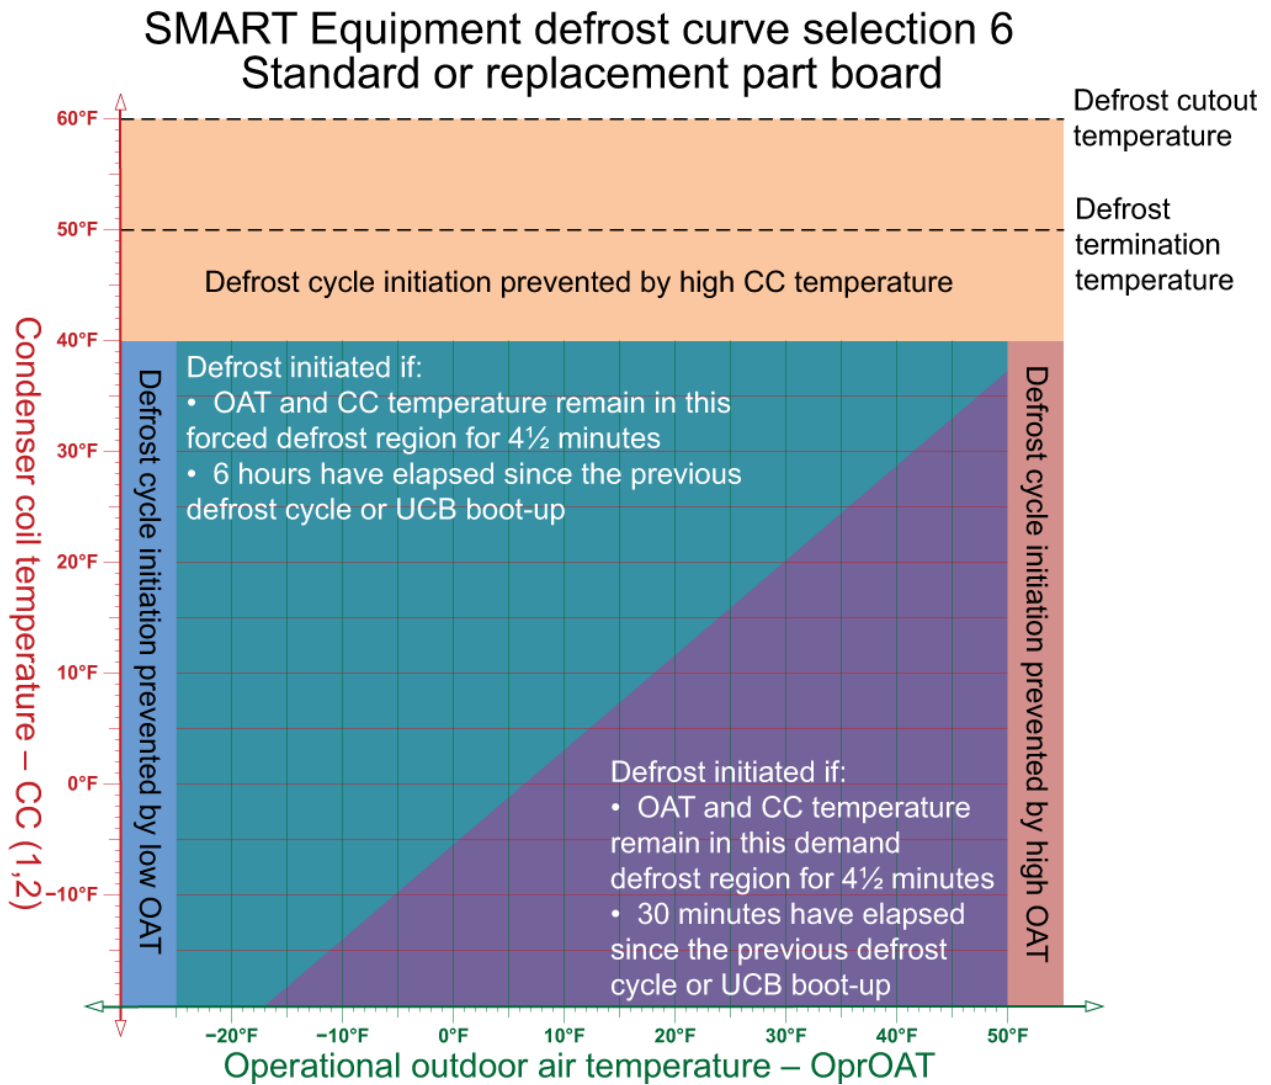 SMART Equipment defrost curve selection 6
Standard or replacement part board
Defrost cutout
temperature
Defrost
termination
temperature
60°F
50°F
40°F
30°F
20°F
10°F
0°F
−10°F
Condenser coil temperature – CC (1,2)
Defrost cycle initiation prevented by high CC temperature
Defrost cycle initiation prevented by low OAT
Defrost initiated if:
• OAT and CC temperature remain in this
forced defrost region for 4½ minutes
• 6 hours have elapsed since the previous
defrost cycle or UCB boot-up
Defrost initiated if:
• OAT and CC temperature
remain in this demand
defrost region for 4½ minutes
• 30 minutes have elapsed
since the previous defrost
cycle or UCB boot-up
Defrost cycle initiation prevented by high OAT
−20°F −10°F 0°F 10°F 20°F 30°F 40°F 50°F
Operational outdoor air temperature – OprOAT